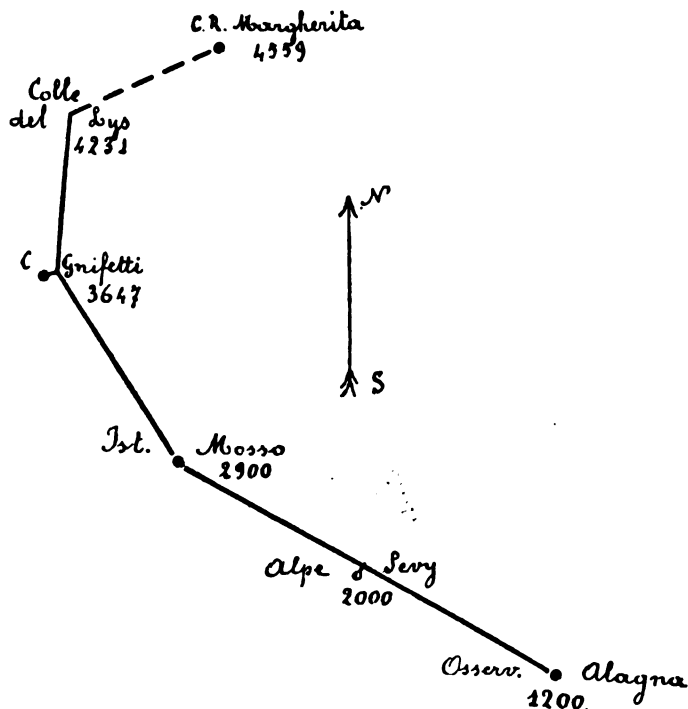 C.R. Margherita
4559
Colle
del Lys
4231
N
C Gnifetti
3647
S
Ist. Mosso
2900
Alpe Sevy
2000
Osserv. Alagna
1200.